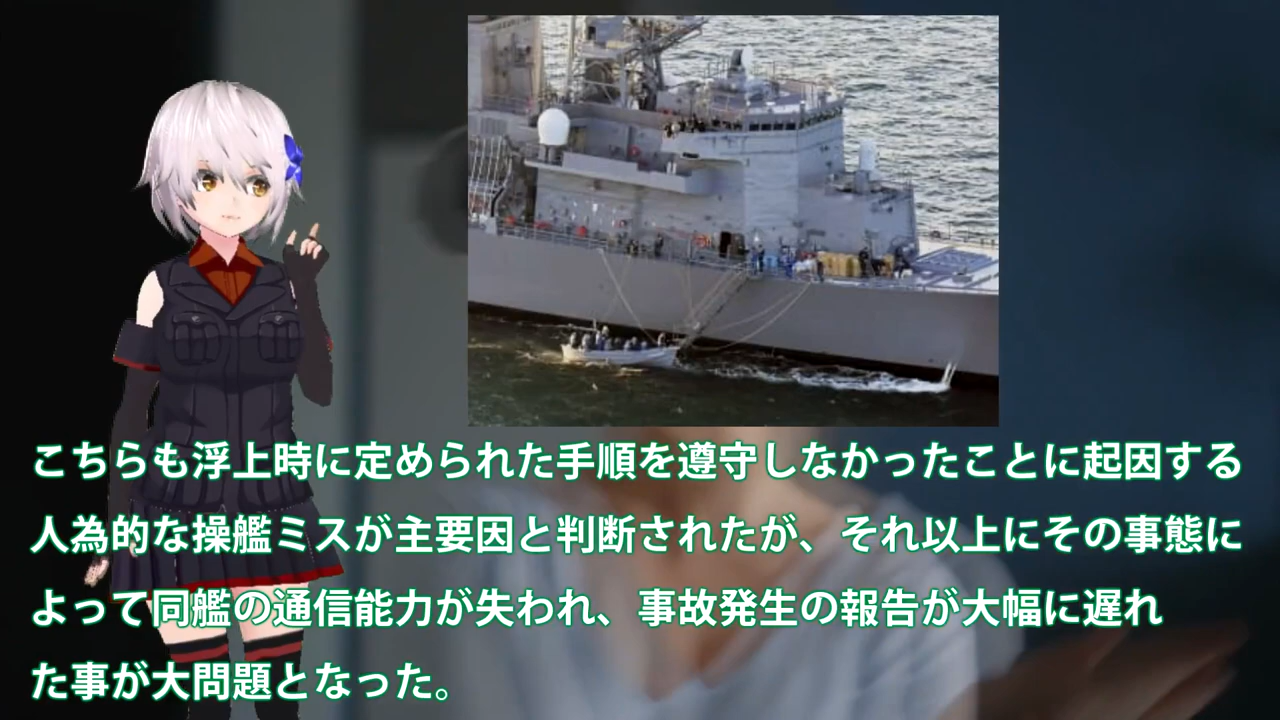 こちらも浮上時に定められた手順を遵守しなかったことに起因する
人為的な操艦ミスが主要因と判断されたが、それ以上にその事態に
よって同艦の通信能力が失われ、事故発生の報告が大幅に遅れ
た事が大問題となった。